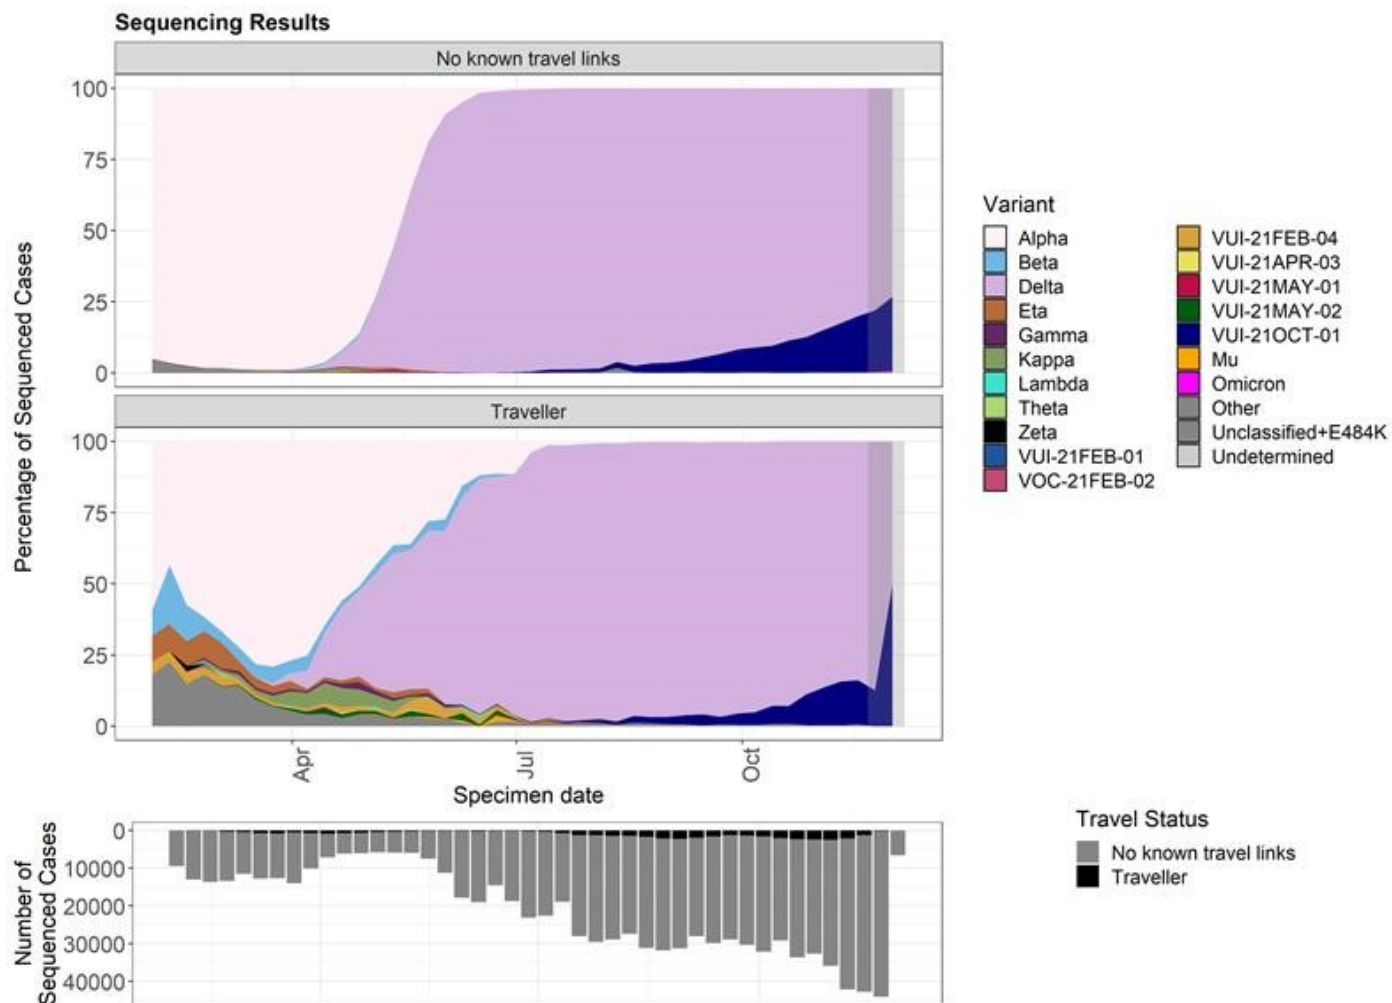 Sequencing Results
No known travel links
100
75
50
25
0
Traveller
100
75
50
25
0
Percentage of Sequenced Cases
Apr
Jul
Oct
Specimen date
Variant
Alpha
Beta
Delta
Eta
Gamma
Kappa
Lambda
Theta
Zeta
VUI-21FEB-01
VOC-21FEB-02
VUI-21FEB-04
VUI-21APR-03
VUI-21MAY-01
VUI-21MAY-02
VUI-21OCT-01
Mu
Omicron
Other
Unclassified+E484K
Undetermined
Number of
Sequenced Cases
0
10000
20000
30000
40000
Travel Status
No known travel links
Traveller